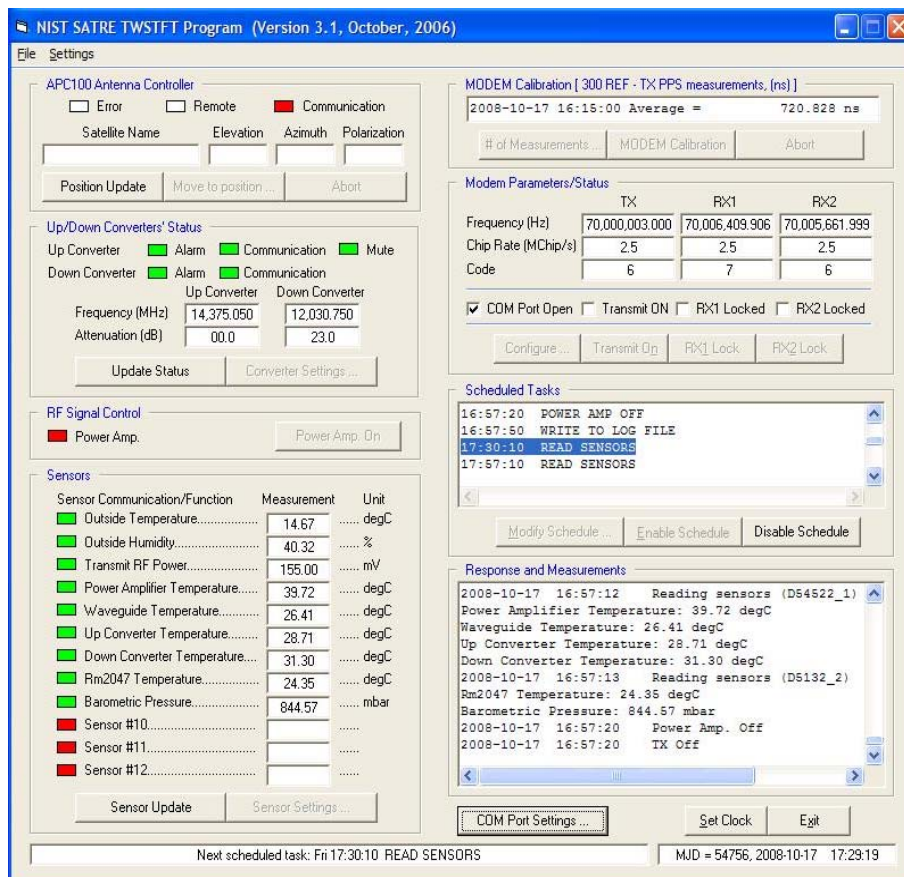 NIST SATRE TWSTFT Program (Version 3.1, October, 2006)
File Settings
APC100 Antenna Controller
Error Remote Communication
Satellite Name Elevation Azimuth Polarization
Position Update Move to position ... Abort
Up/Down Converters' Status
Up Converter Alarm Communication Mute
Down Converter Alarm Communication
Up Converter Down Converter
Frequency (MHz) 14,375.050 12,030.750
Attenuation (dB) 00.0 23.0
Update Status Converter Settings ...
RF Signal Control
Power Amp. Power Amp. On
Sensors
Sensor Communication/Function Measurement Unit
Outside Temperature.................. 14.67 ..... degC
Outside Humidity....................... 40.32 ..... %
Transmit RF Power.................... 155.00 ..... mV
Power Amplifier Temperature...... 39.72 ..... degC
Waveguide Temperature............ 26.41 ..... degC
Up Converter Temperature......... 28.71 ..... degC
Down Converter Temperature.... 31.30 ..... degC
Rm2047 Temperature................ 24.35 ..... degC
Barometric Pressure................... 844.57 ..... mbar
Sensor #10............................... .....
Sensor #11............................... .....
Sensor #12............................... .....
Sensor Update Sensor Settings ...
MODEM Calibration [ 300 REF - TX PPS measurements, (ns) ]
2008-10-17 16:15:00 Average = 720.828 ns
# of Measurements ... MODEM Calibration Abort
Modem Parameters/Status
TX RX1 RX2
Frequency (Hz) 70,000,003.000 70,006,409.906 70,005,661.999
Chip Rate (MChip/s) 2.5 2.5 2.5
Code 6 7 6
COM Port Open Transmit ON RX1 Locked RX2 Locked
Configure ... Transmit On RX1 Lock RX2 Lock
Scheduled Tasks
16:57:20 POWER AMP OFF
16:57:50 WRITE TO LOG FILE
17:30:10 READ SENSORS
17:57:10 READ SENSORS
Modify Schedule ... Enable Schedule Disable Schedule
Response and Measurements
2008-10-17 16:57:12 Reading sensors (D54522_1)
Power Amplifier Temperature: 39.72 degC
Waveguide Temperature: 26.41 degC
Up Converter Temperature: 28.71 degC
Down Converter Temperature: 31.30 degC
2008-10-17 16:57:13 Reading sensors (D5132_2)
Rm2047 Temperature: 24.35 degC
Barometric Pressure: 844.57 mbar
2008-10-17 16:57:20 Power Amp. Off
2008-10-17 16:57:20 TX Off
COM Port Settings ... Set Clock Exit
Next scheduled task: Fri 17:30:10 READ SENSORS
MJD = 54756, 2008-10-17 17:29:19